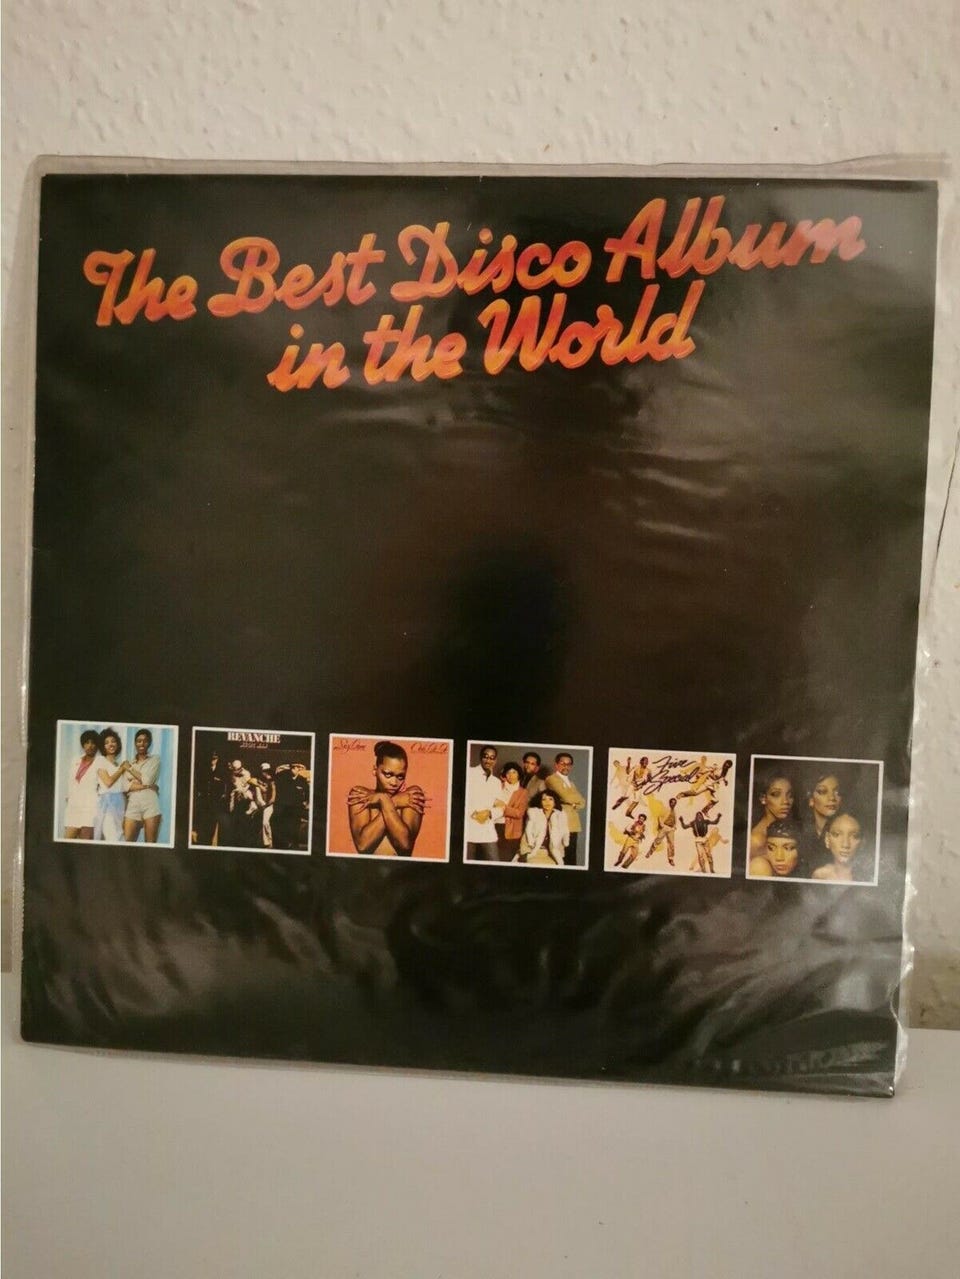 The Best Disco Album
in the World
REVANCHE
Five
Special